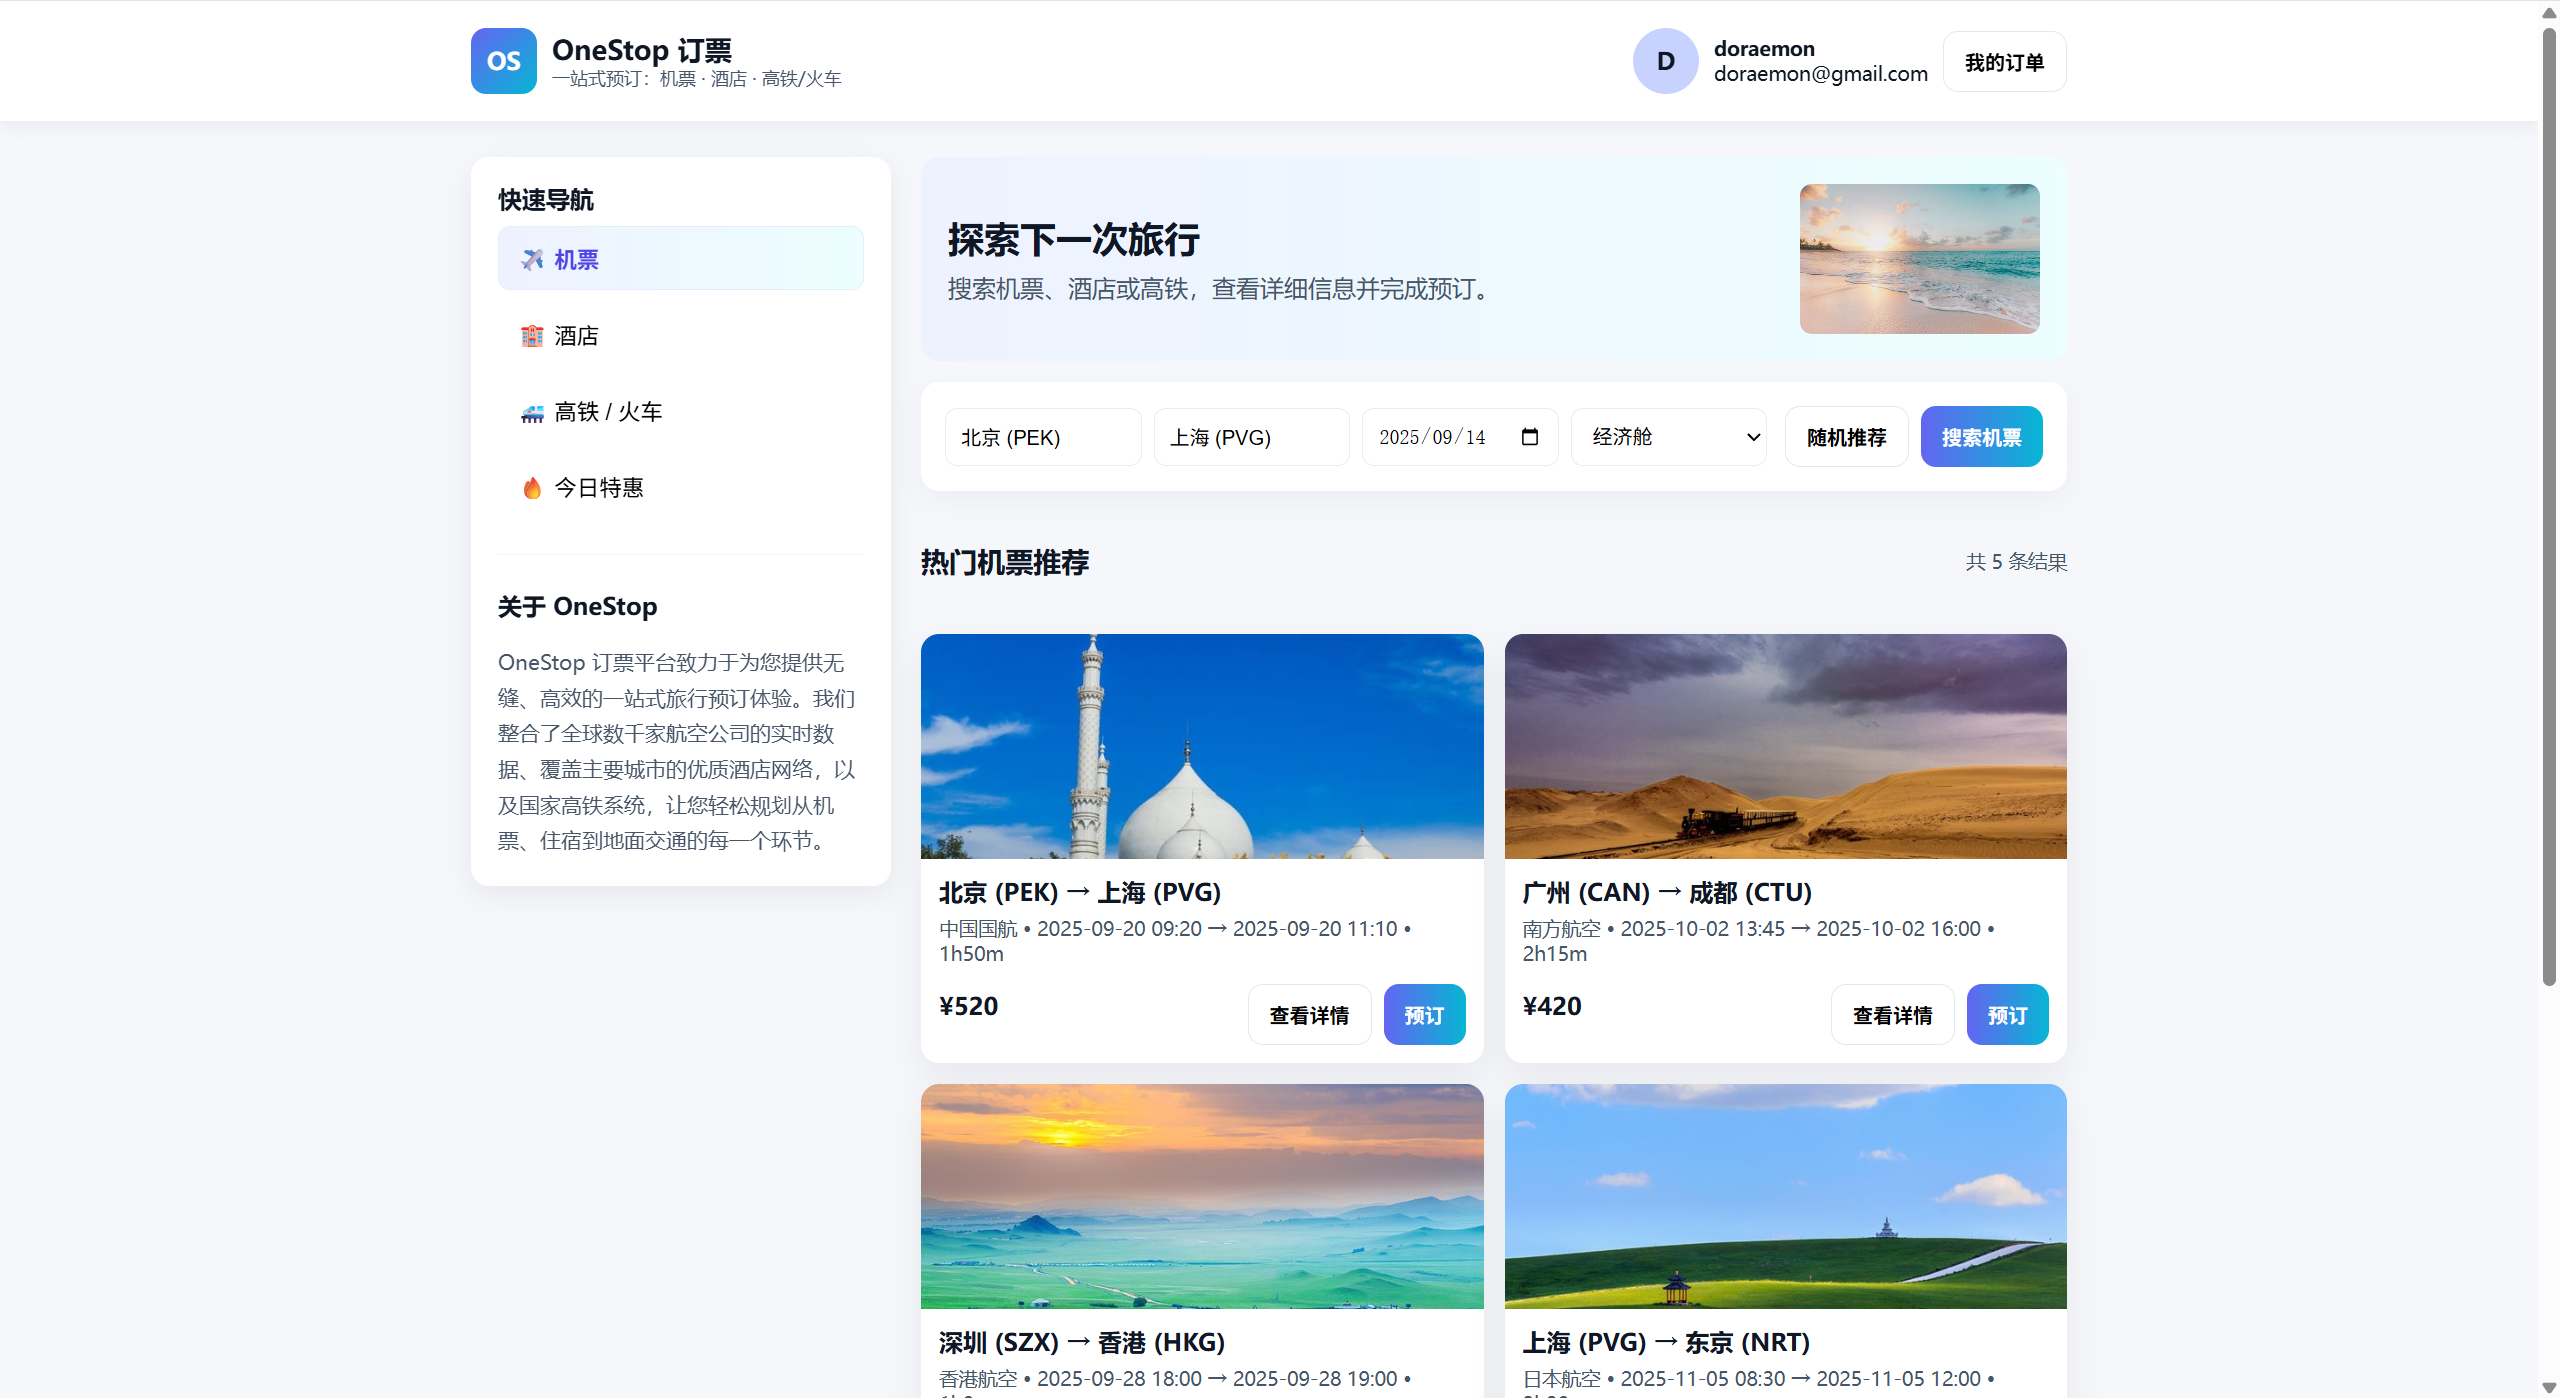 OS
OneStop 订票
一站式预订：机票 · 酒店 · 高铁/火车
D
doraemon
doraemon@gmail.com
我的订单
快速导航
机票
酒店
高铁 / 火车
今日特惠
关于 OneStop
OneStop 订票平台致力于为您提供无
缝、高效的一站式旅行预订体验。我们
整合了全球数千家航空公司的实时数
据、覆盖主要城市的优质酒店网络，以
及国家高铁系统，让您轻松规划从机
票、住宿到地面交通的每一个环节。
探索下一次旅行
搜索机票、酒店或高铁，查看详细信息并完成预订。
北京 (PEK)
上海 (PVG)
2025/09/14
经济舱
随机推荐
搜索机票
热门机票推荐
共 5 条结果
北京 (PEK) → 上海 (PVG)
中国国航 • 2025-09-20 09:20 → 2025-09-20 11:10 •
1h50m
¥520
查看详情
预订
广州 (CAN) → 成都 (CTU)
南方航空 • 2025-10-02 13:45 → 2025-10-02 16:00 •
2h15m
¥420
查看详情
预订
深圳 (SZX) → 香港 (HKG)
香港航空 • 2025-09-28 18:00 → 2025-09-28 19:00 •
上海 (PVG) → 东京 (NRT)
日本航空 • 2025-11-05 08:30 → 2025-11-05 12:00 •